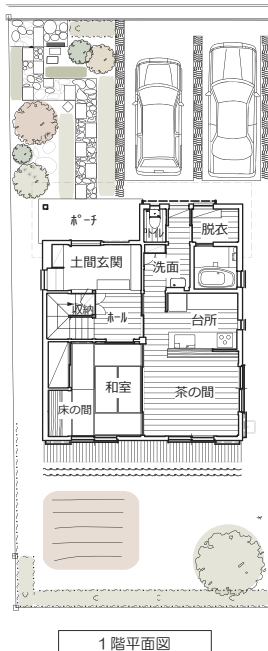 ポーチ
トイレ
脱衣
土間玄関
洗面
収納
ホール
台所
和室
茶の間
床の間
1階平面図